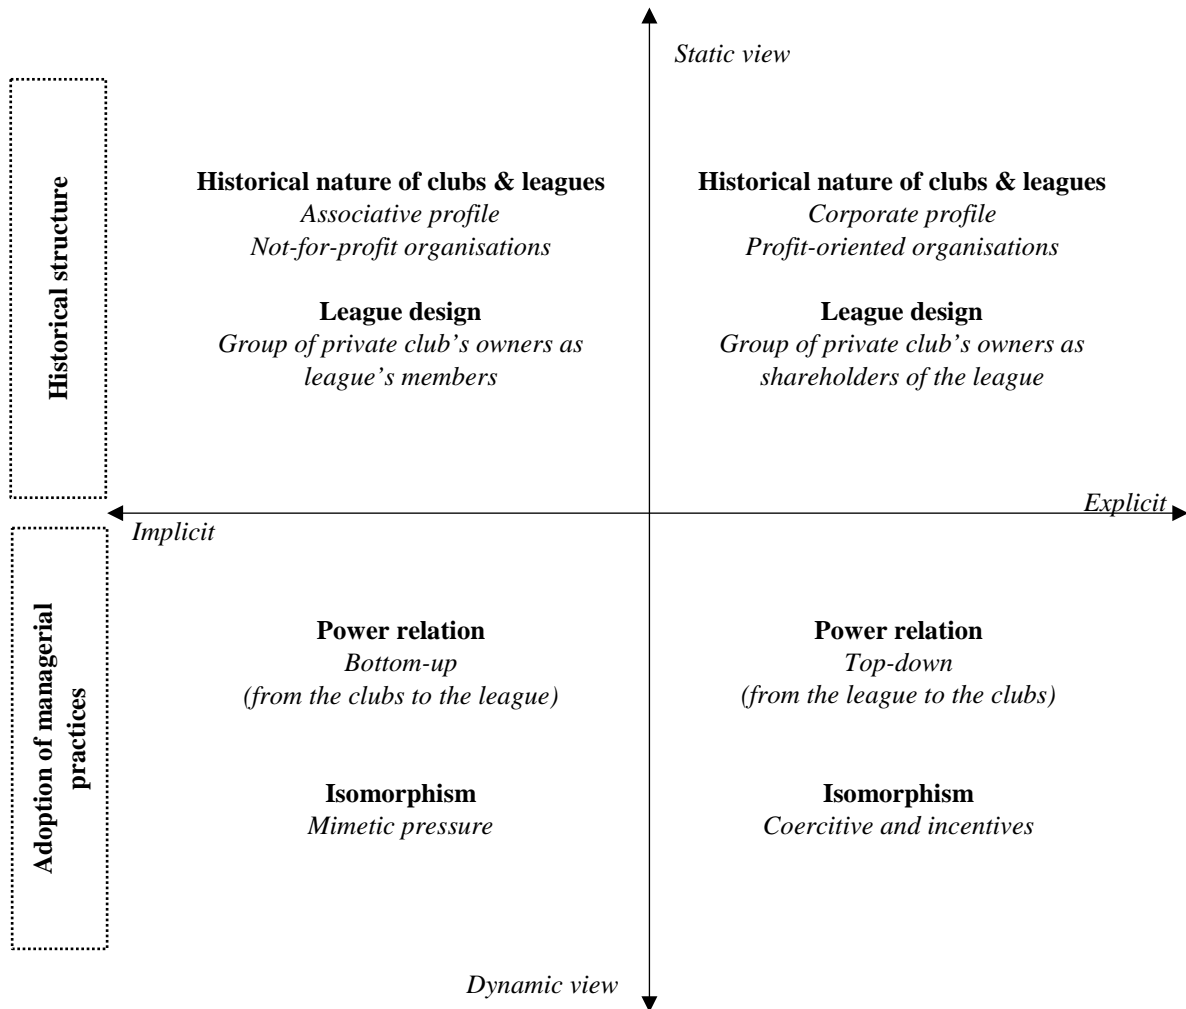 Static view
Historical structure
Historical nature of clubs & leagues
Associative profile
Not-for-profit organisations
League design
Group of private club’s owners as
league’s members
Historical nature of clubs & leagues
Corporate profile
Profit-oriented organisations
League design
Group of private club’s owners as
shareholders of the league
Explicit
Implicit
Adoption of managerial
practices
Power relation
Bottom-up
(from the clubs to the league)
Isomorphism
Mimetic pressure
Power relation
Top-down
(from the league to the clubs)
Isomorphism
Coercitive and incentives
Dynamic view